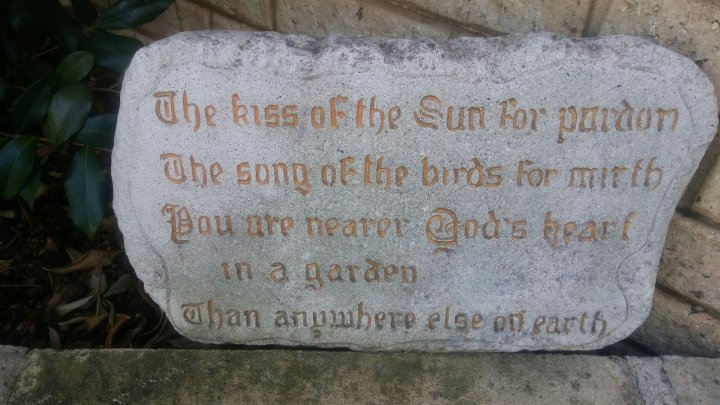 The kiss of the Sun for pardon
The song of the birds for mirth
You are nearer God's heart
in a garden
Than anywhere else on earth